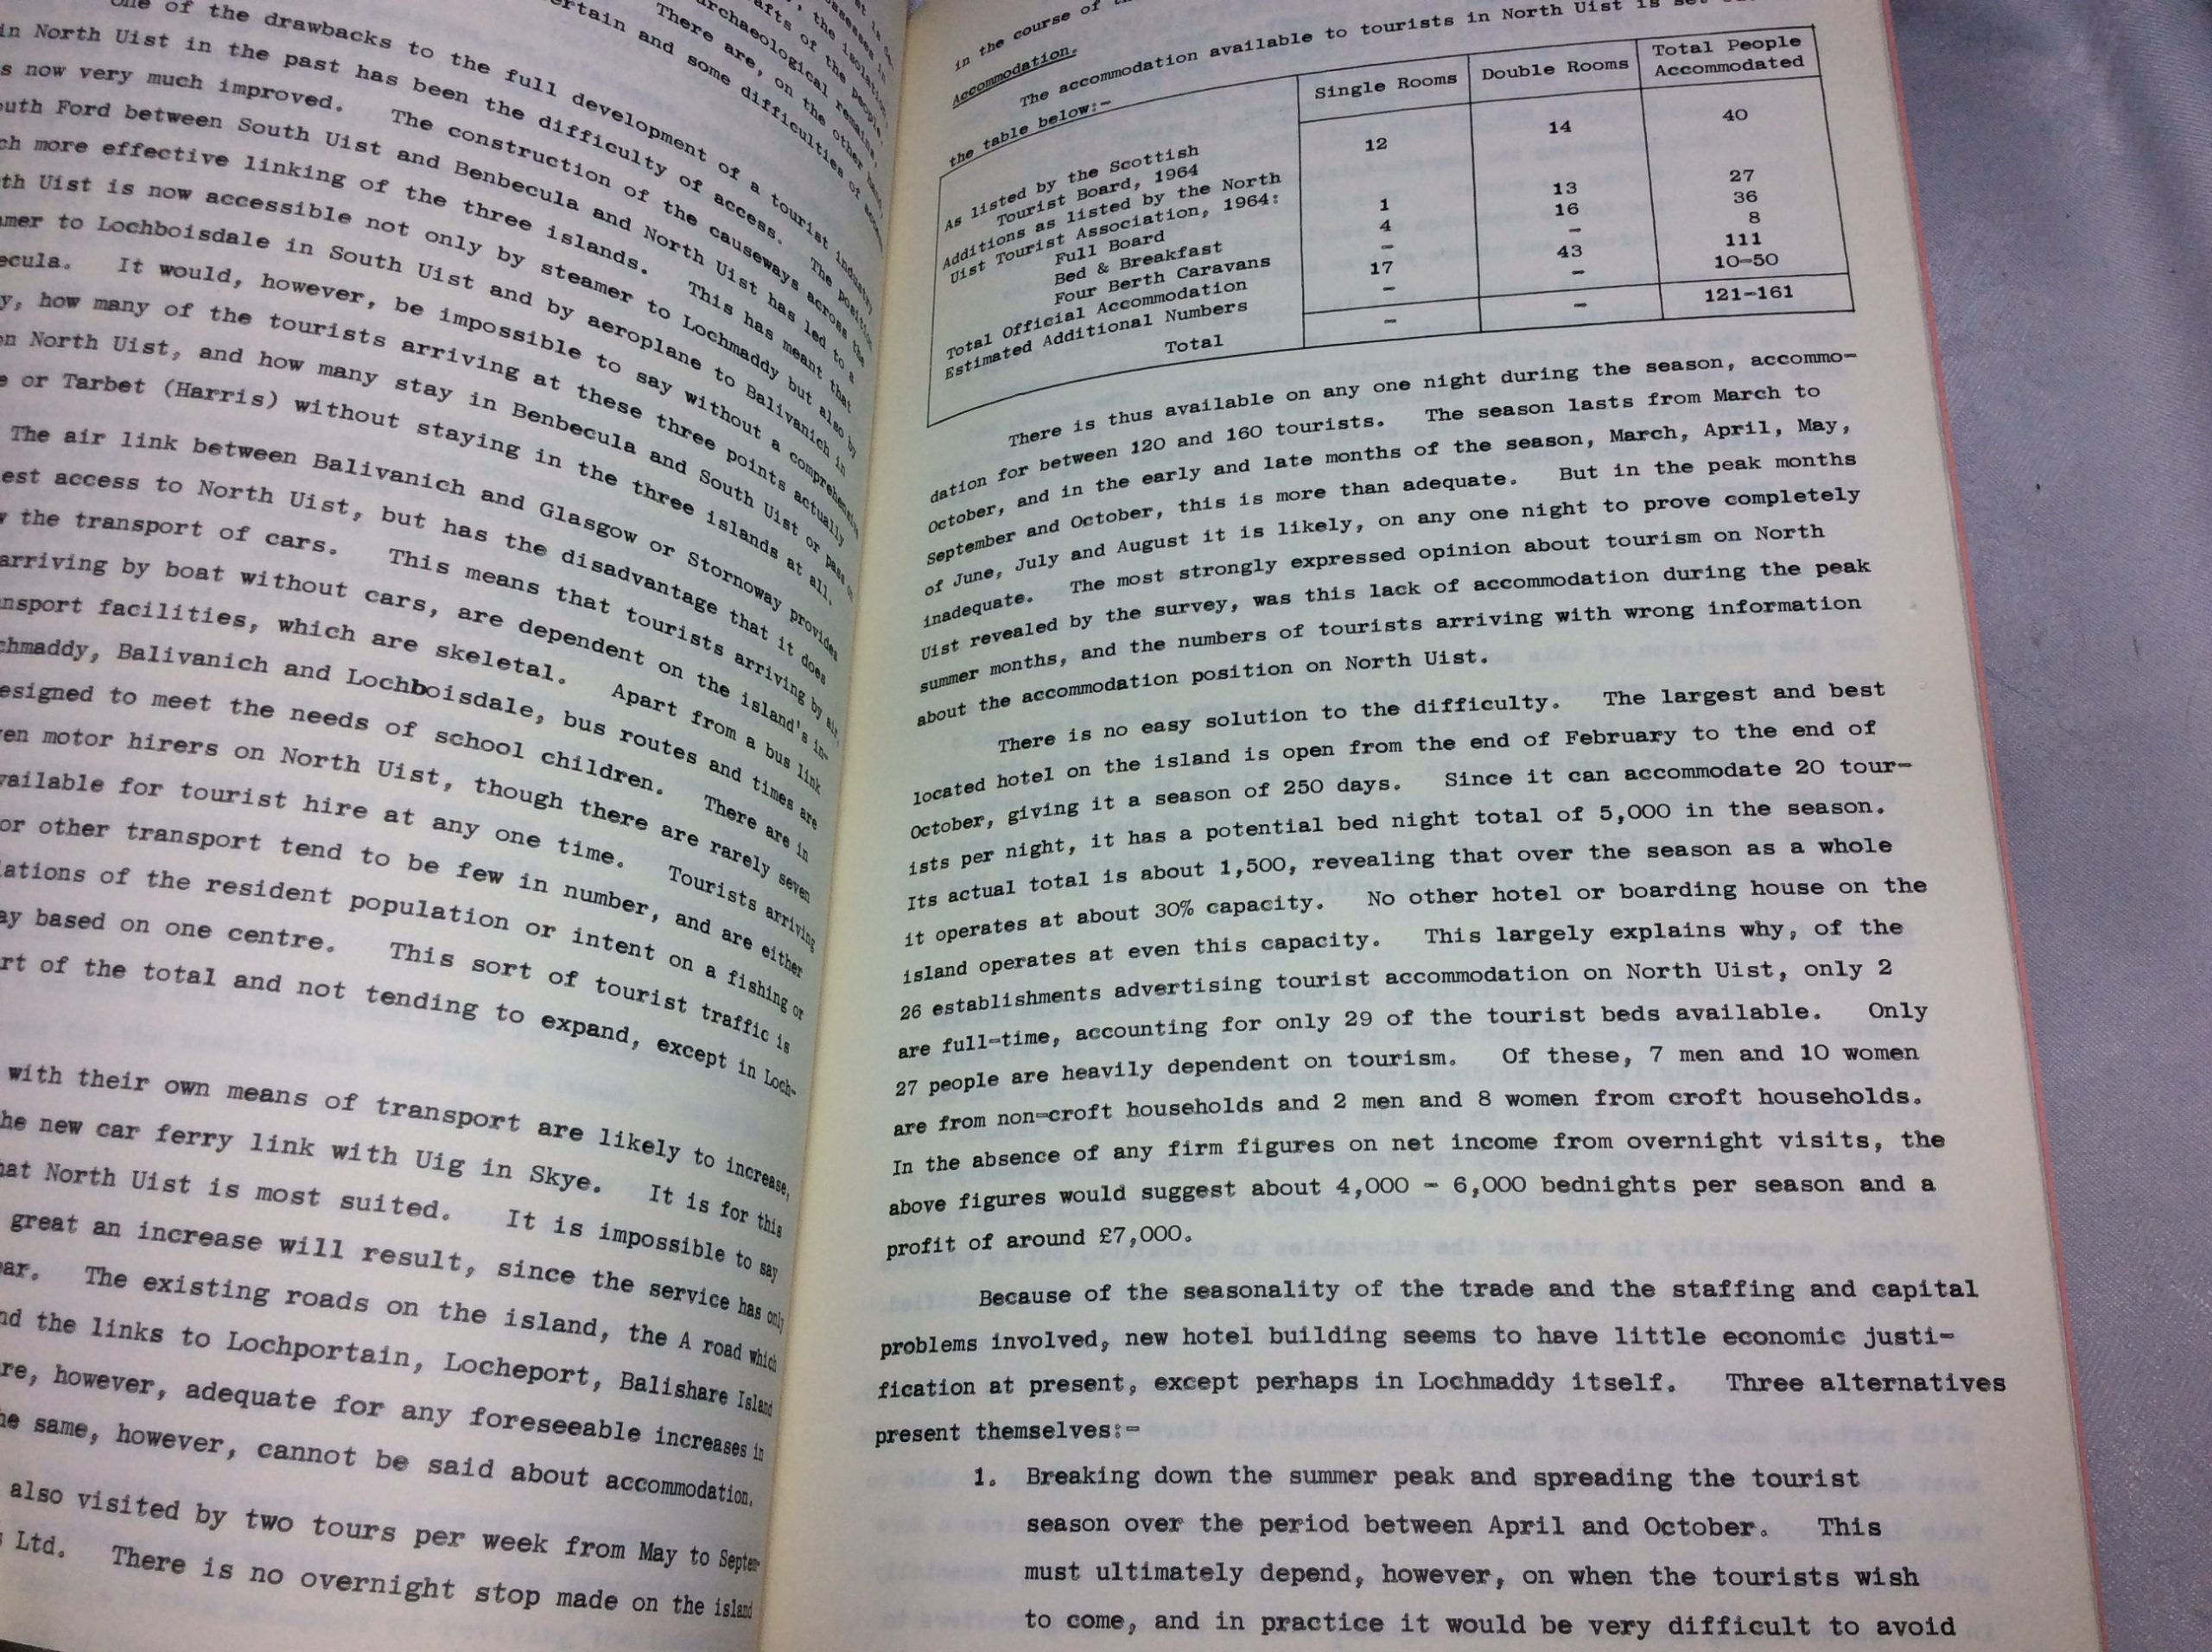 One of the drawbacks to the full development of a tourist industry
in North Uist in the past has been the difficulty of access. The position
s now very much improved. The construction of the causeways across the
outh Ford between South Uist and Benbecula and North Uist has led to a
ch more effective linking of the three islands. This has meant that
th Uist is now accessible not only by steamer to Lochmaddy but also by
amer to Lochboisdale in South Uist and by aeroplane to Balivanich in
ecula. It would, however, be impossible to say without a comprehensive
y, how many of the tourists arriving at these three points actually
on North Uist, and how many stay in Benbecula and South Uist or pass
e or Tarbet (Harris) without staying in the three islands at all.
The air link between Balivanich and Glasgow or Stornoway provides
est access to North Uist, but has the disadvantage that it does
w the transport of cars. This means that tourists arriving by air,
arriving by boat without cars, are dependent on the island's in-
ansport facilities, which are skeletal. Apart from a bus link
chmaddy, Balivanich and Lochboisdale, bus routes and times are
esigned to meet the needs of school children. There are in
ven motor hirers on North Uist, though there are rarely seven
vailable for tourist hire at any one time. Tourists arriving
or other transport tend to be few in number, and are either
lations of the resident population or intent on a fishing or
ay based on one centre. This sort of tourist traffic is
rt of the total and not tending to expand, except in Loch-
with their own means of transport are likely to increase,
he new car ferry link with Uig in Skye. It is for this
hat North Uist is most suited. It is impossible to say
great an increase will result, since the service has only
ear. The existing roads on the island, the A road which
nd the links to Lochportain, Locheport, Balishare Island
re, however, adequate for any foreseeable increases in
he same, however, cannot be said about accommodation.
also visited by two tours per week from May to Septem-
s Ltd. There is no overnight stop made on the island
in the course of
Accommodation.
The accommodation available to tourists in North Uist is
the table below:-
Single Rooms Double Rooms Total People Accommodated
As listed by the Scottish
Tourist Board, 1964 12 14 40
Additions as listed by the North
Uist Tourist Association, 1964:
Full Board 1 13 27
Bed & Breakfast 4 16 36
Four Berth Caravans - - 8
Total Official Accommodation 17 43 111
Estimated Additional Numbers - - 10-50
Total - - 121-161
There is thus available on any one night during the season, accommo-
dation for between 120 and 160 tourists. The season lasts from March to
October, and in the early and late months of the season, March, April, May,
September and October, this is more than adequate. But in the peak months
of June, July and August it is likely, on any one night to prove completely
inadequate. The most strongly expressed opinion about tourism on North
Uist revealed by the survey, was this lack of accommodation during the peak
summer months, and the numbers of tourists arriving with wrong information
about the accommodation position on North Uist.
There is no easy solution to the difficulty. The largest and best
located hotel on the island is open from the end of February to the end of
October, giving it a season of 250 days. Since it can accommodate 20 tour-
ists per night, it has a potential bed night total of 5,000 in the season.
Its actual total is about 1,500, revealing that over the season as a whole
it operates at about 30% capacity. No other hotel or boarding house on the
island operates at even this capacity. This largely explains why, of the
26 establishments advertising tourist accommodation on North Uist, only 2
are full-time, accounting for only 29 of the tourist beds available. Only
27 people are heavily dependent on tourism. Of these, 7 men and 10 women
are from non-croft households and 2 men and 8 women from croft households.
In the absence of any firm figures on net income from overnight visits, the
above figures would suggest about 4,000 - 6,000 bednights per season and a
profit of around £7,000.
Because of the seasonality of the trade and the staffing and capital
problems involved, new hotel building seems to have little economic justi-
fication at present, except perhaps in Lochmaddy itself. Three alternatives
present themselves:-
1. Breaking down the summer peak and spreading the tourist
season over the period between April and October. This
must ultimately depend, however, on when the tourists wish
to come, and in practice it would be very difficult to avoid